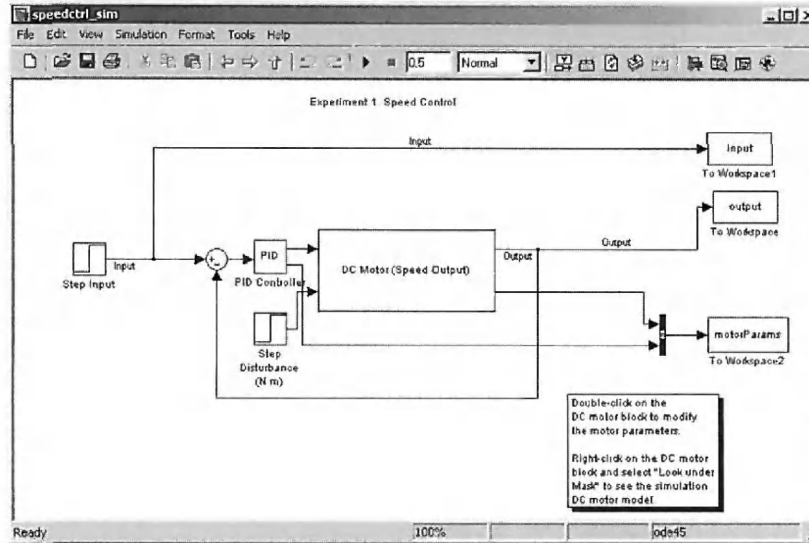 speedctrl_sim
File Edit View Simulation Format Tools Help
0.5 Normal
Experiment 1 Speed Control
Input
Input
To Workspace1
output
To Workspace
Output
Output
Input
Step Input
+-
PID
PID Controller
DC Motor (Speed Output)
Step
Disturbance
(N m)
motorParams
To Workspace2
Double-click on the
DC motor block to modify
the motor parameters.
Right-click on the DC motor
block and select "Look under
Mask" to see the simulation
DC motor model
Ready 100% ode45